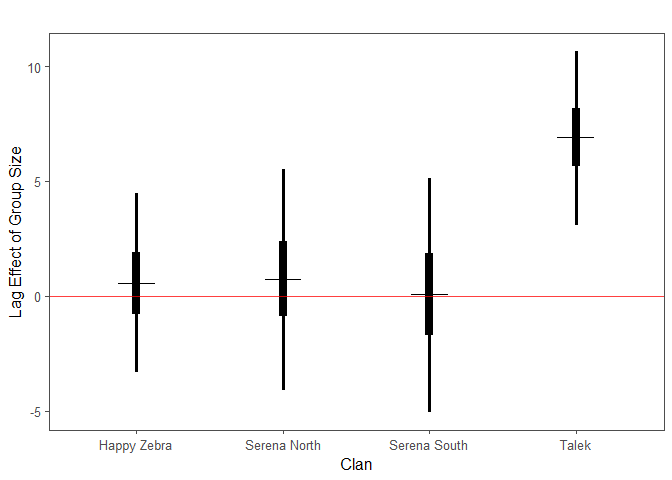 Lag Effect of Group Size
10
5
0
-5
Happy Zebra
Serena North
Serena South
Talek
Clan